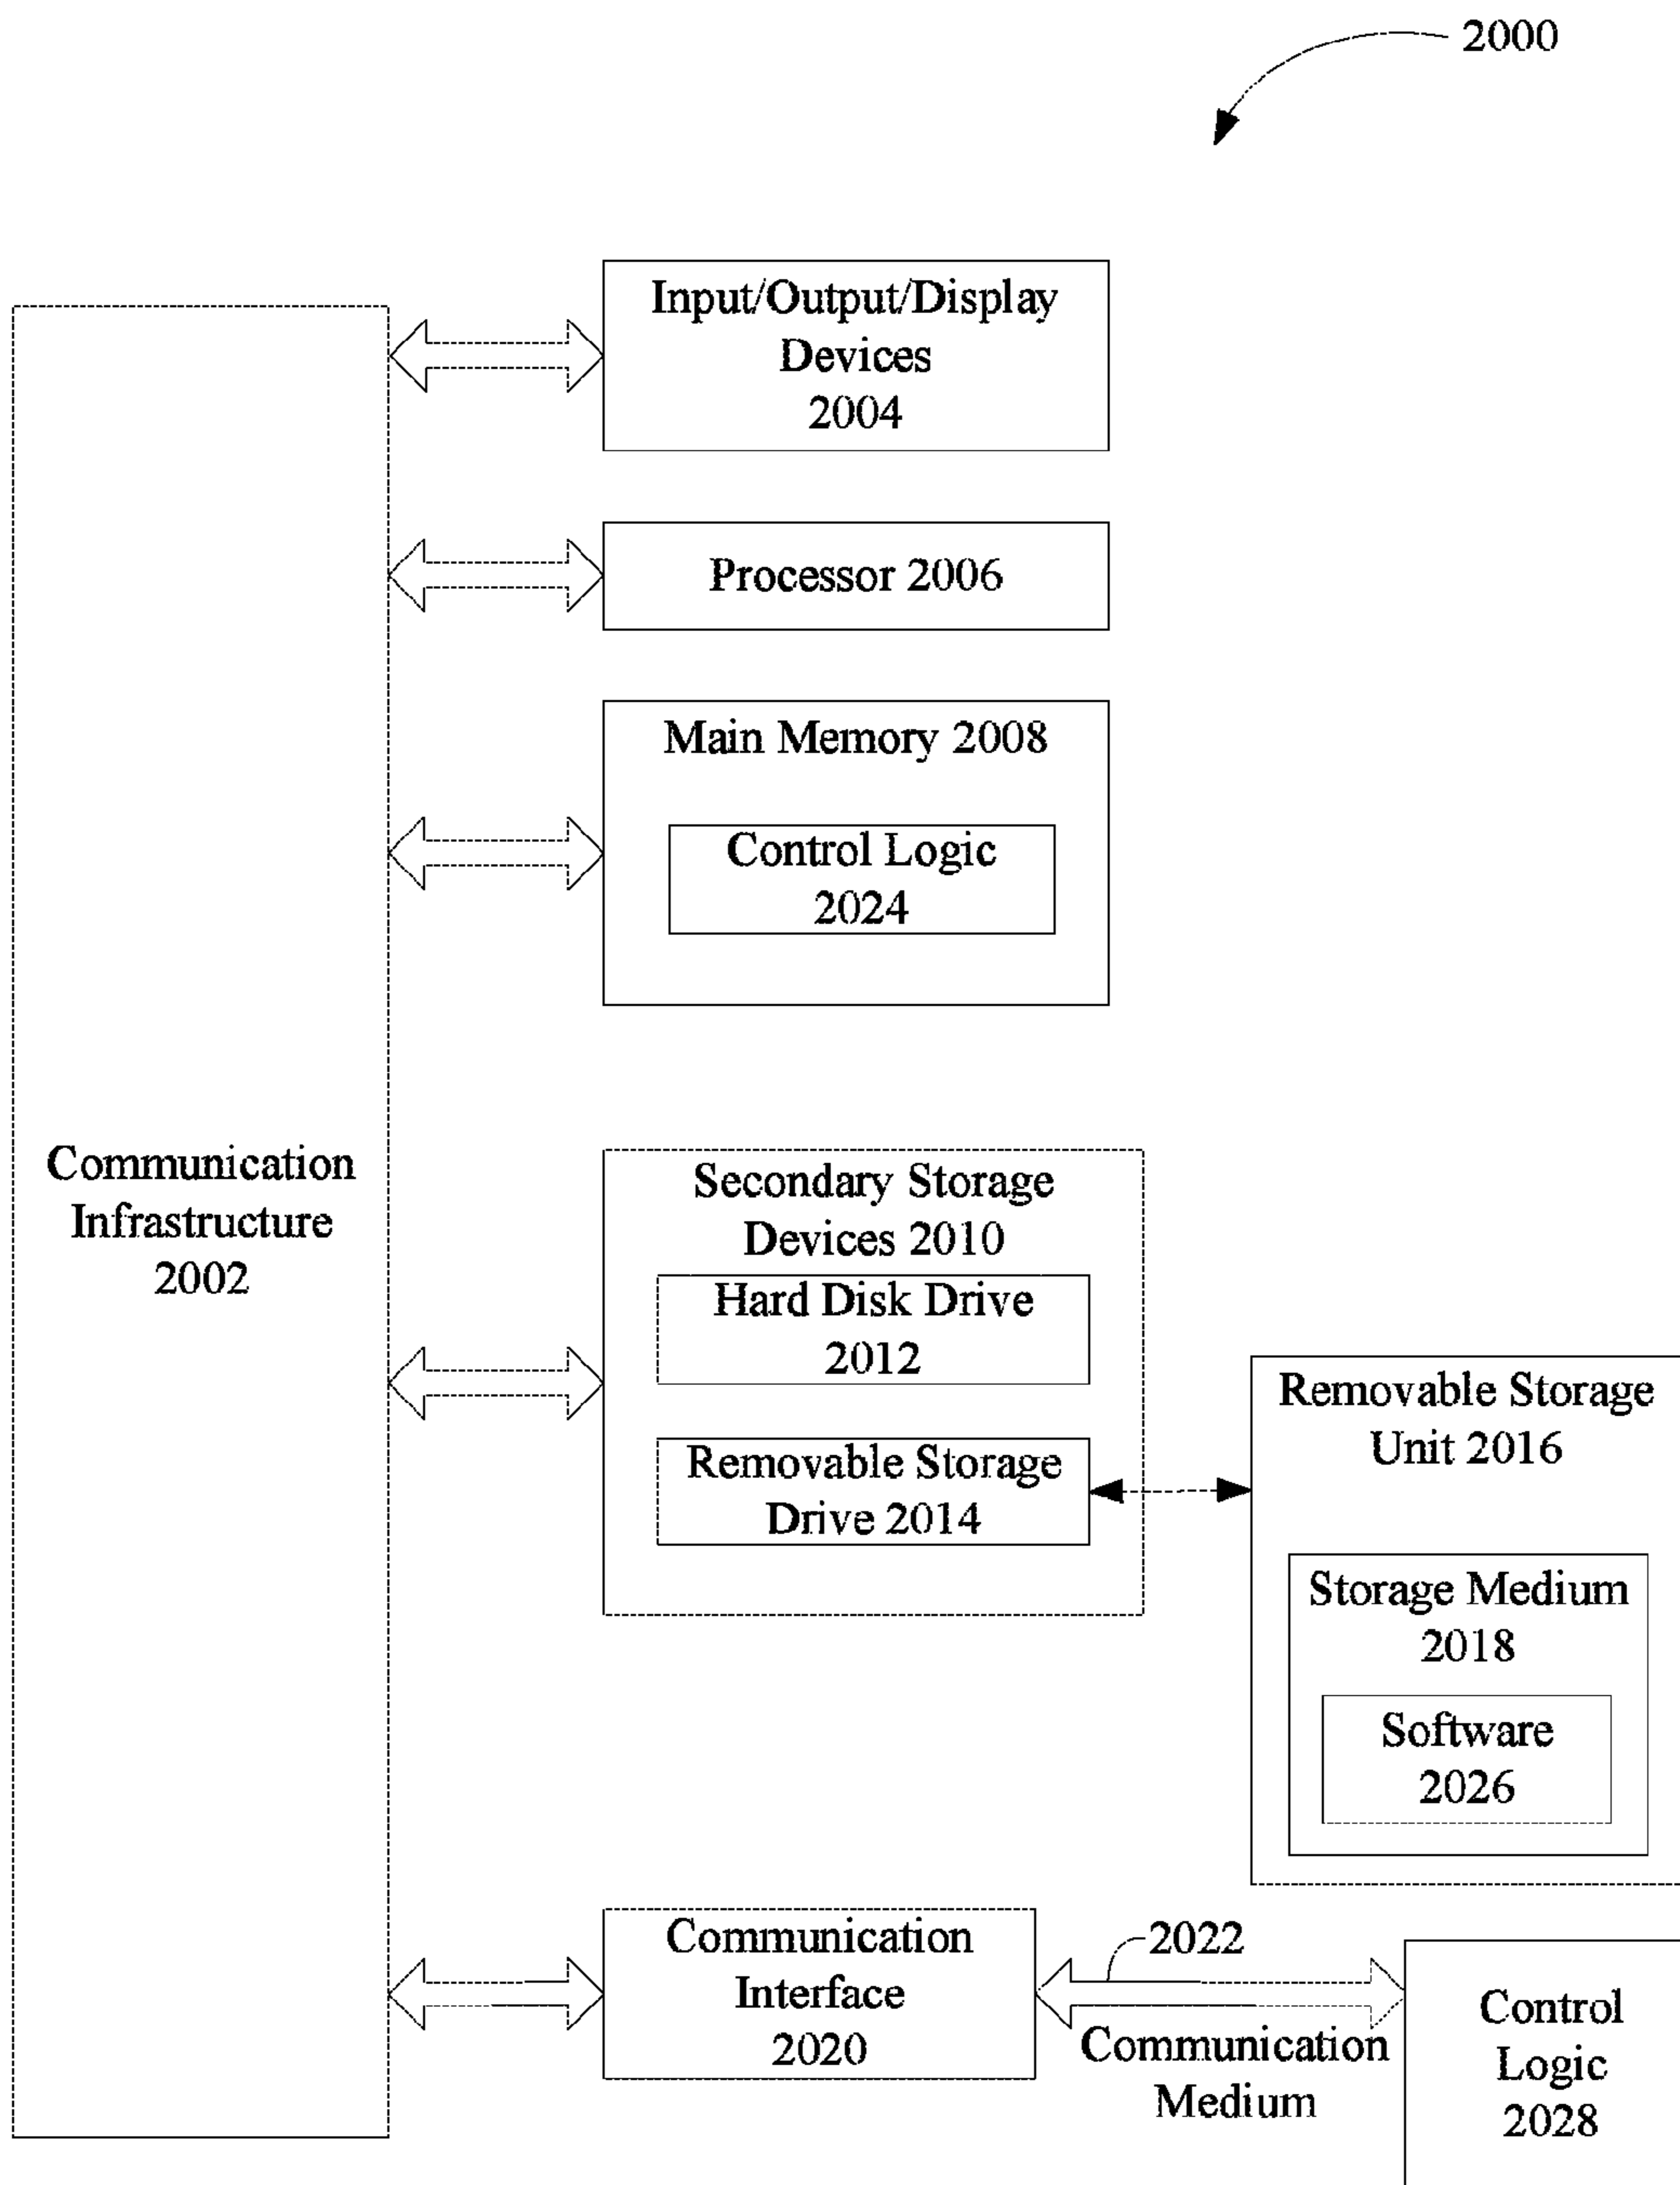 2000
Input/Output/Display
Devices
2004
Processor 2006
Main Memory 2008
Control Logic
2024
Communication
Infrastructure
2002
Secondary Storage
Devices 2010
Hard Disk Drive
2012
Removable Storage
Drive 2014
Removable Storage
Unit 2016
Storage Medium
2018
Software
2026
Communication
Interface
2020
2022
Communication
Medium
Control
Logic
2028